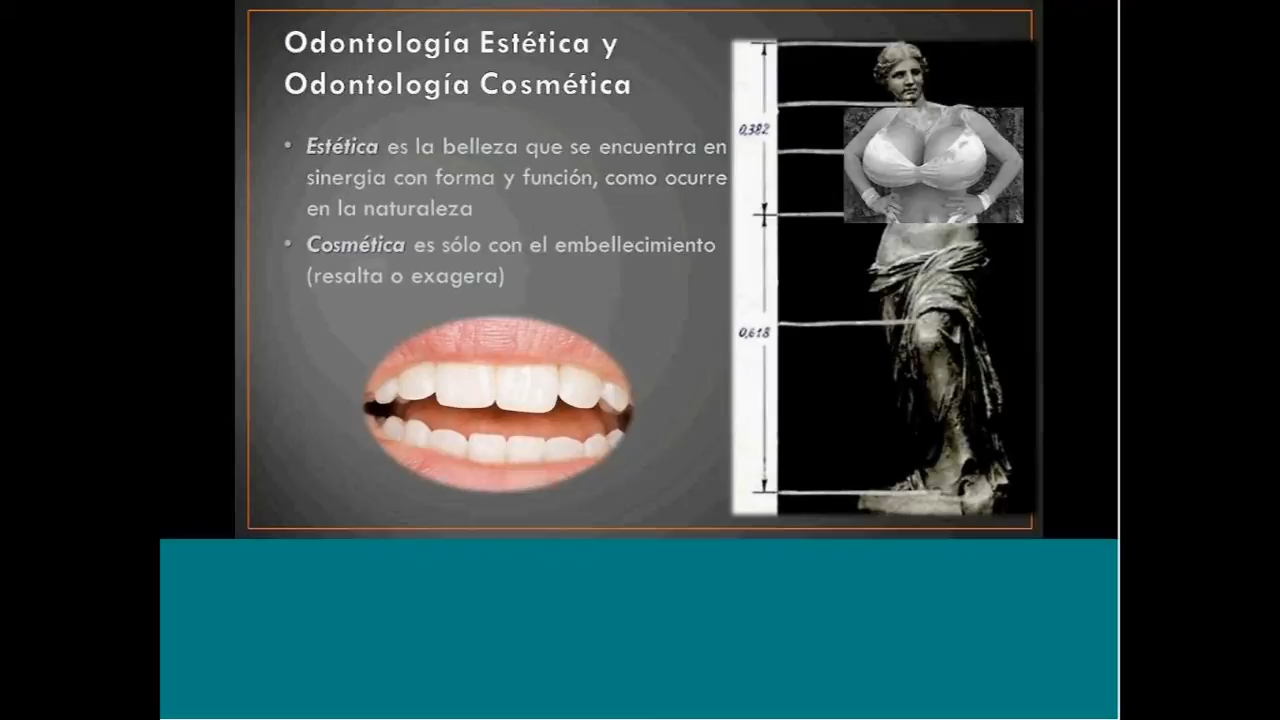 Odontología Estética y
Odontología Cosmética
• Estética es la belleza que se encuentra en
sinergia con forma y función, como ocurre
en la naturaleza
• Cosmética es sólo con el embellecimiento
(resalta o exagera)
0,382
0,618